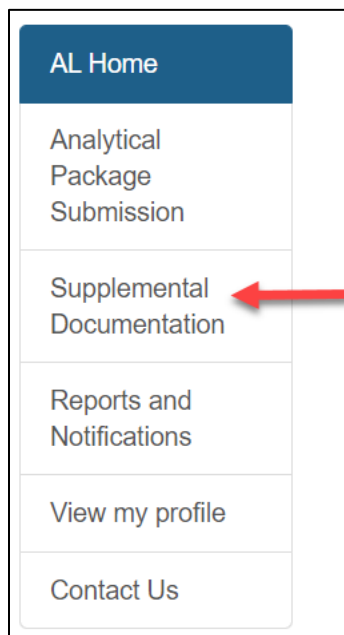 AL Home
Analytical
Package
Submission
Supplemental
Documentation
Reports and
Notifications
View my profile
Contact Us